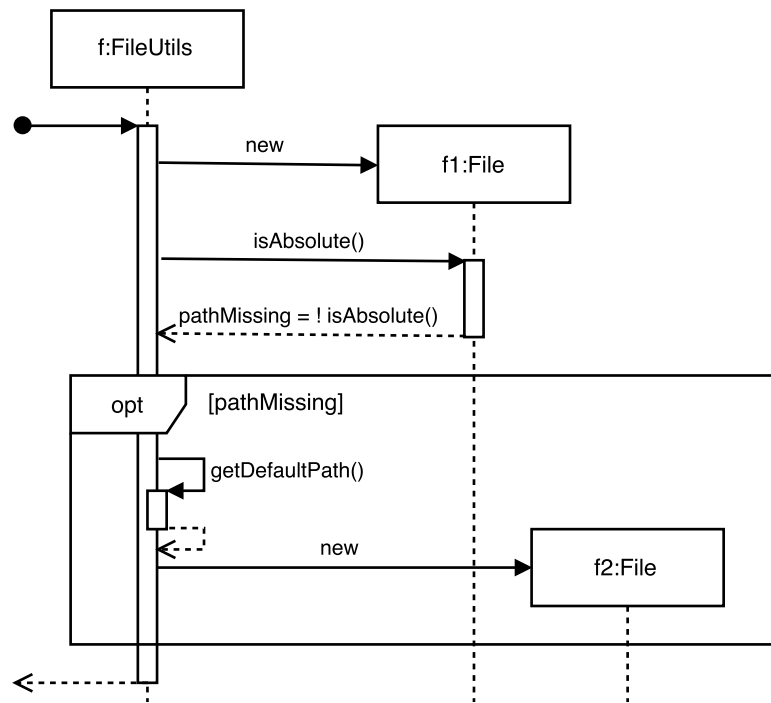 f:FileUtils
new
f1:File
isAbsolute()
pathMissing = ! isAbsolute()
opt
[pathMissing]
getDefaultPath()
new
f2:File